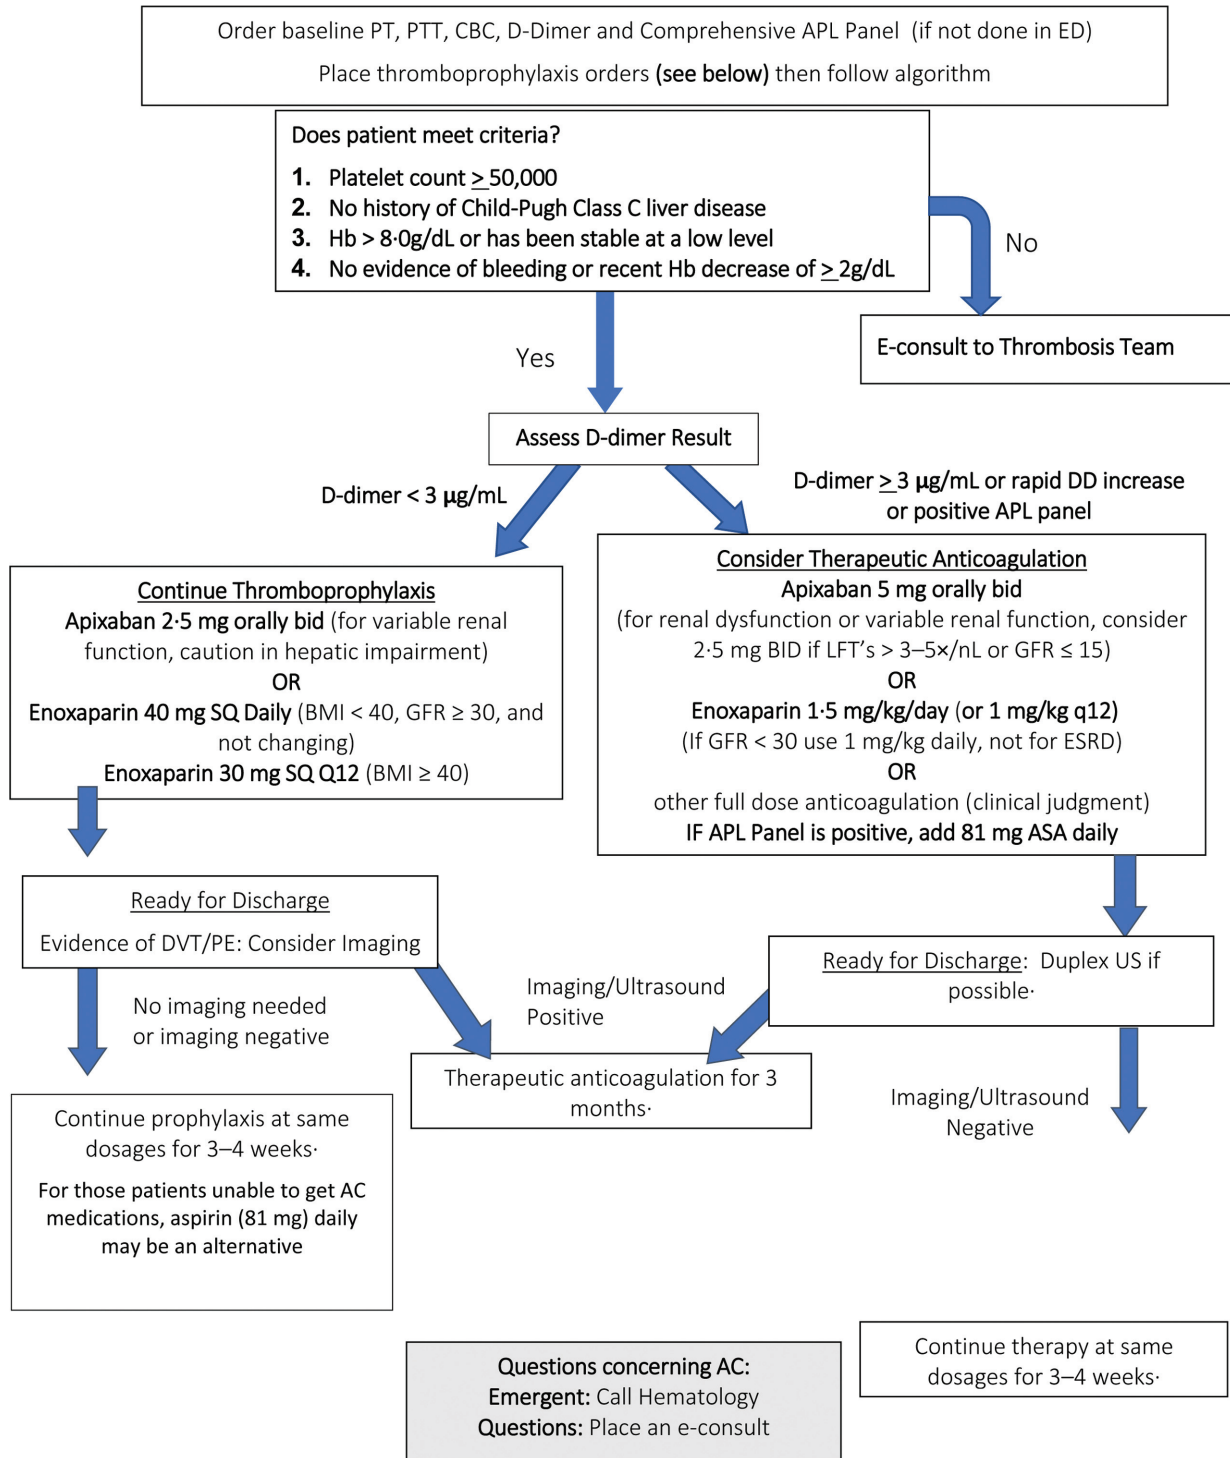 Order baseline PT, PTT, CBC, D-Dimer and Comprehensive APL Panel (if not done in ED)
Place thromboprophylaxis orders (see below) then follow algorithm
Does patient meet criteria?
1. Platelet count ≥ 50,000
2. No history of Child-Pugh Class C liver disease
3. Hb > 8·0g/dL or has been stable at a low level
4. No evidence of bleeding or recent Hb decrease of ≥ 2g/dL
No
E-consult to Thrombosis Team
Yes
Assess D-dimer Result
D-dimer < 3 µg/mL
D-dimer ≥ 3 µg/mL or rapid DD increase
or positive APL panel
Continue Thromboprophylaxis
Apixaban 2·5 mg orally bid (for variable renal
function, caution in hepatic impairment)
OR
Enoxaparin 40 mg SQ Daily (BMI < 40, GFR ≥ 30, and
not changing)
Enoxaparin 30 mg SQ Q12 (BMI ≥ 40)
Consider Therapeutic Anticoagulation
Apixaban 5 mg orally bid
(for renal dysfunction or variable renal function, consider
2·5 mg BID if LFT's > 3–5×/nL or GFR ≤ 15)
OR
Enoxaparin 1·5 mg/kg/day (or 1 mg/kg q12)
(If GFR < 30 use 1 mg/kg daily, not for ESRD)
OR
other full dose anticoagulation (clinical judgment)
IF APL Panel is positive, add 81 mg ASA daily
Ready for Discharge
Evidence of DVT/PE: Consider Imaging
Ready for Discharge: Duplex US if
possible·
No imaging needed
or imaging negative
Imaging/Ultrasound
Positive
Therapeutic anticoagulation for 3
months·
Imaging/Ultrasound
Negative
Continue prophylaxis at same
dosages for 3–4 weeks·
For those patients unable to get AC
medications, aspirin (81 mg) daily
may be an alternative
Continue therapy at same
dosages for 3–4 weeks·
Questions concerning AC:
Emergent: Call Hematology
Questions: Place an e-consult